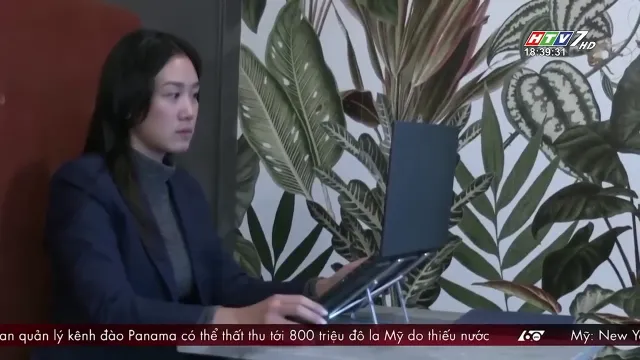 HTV7 HD
18:39:31
an quản lý kênh đào Panama có thể thất thu tới 800 triệu đô la Mỹ do thiếu nước 60 Mỹ: New Y